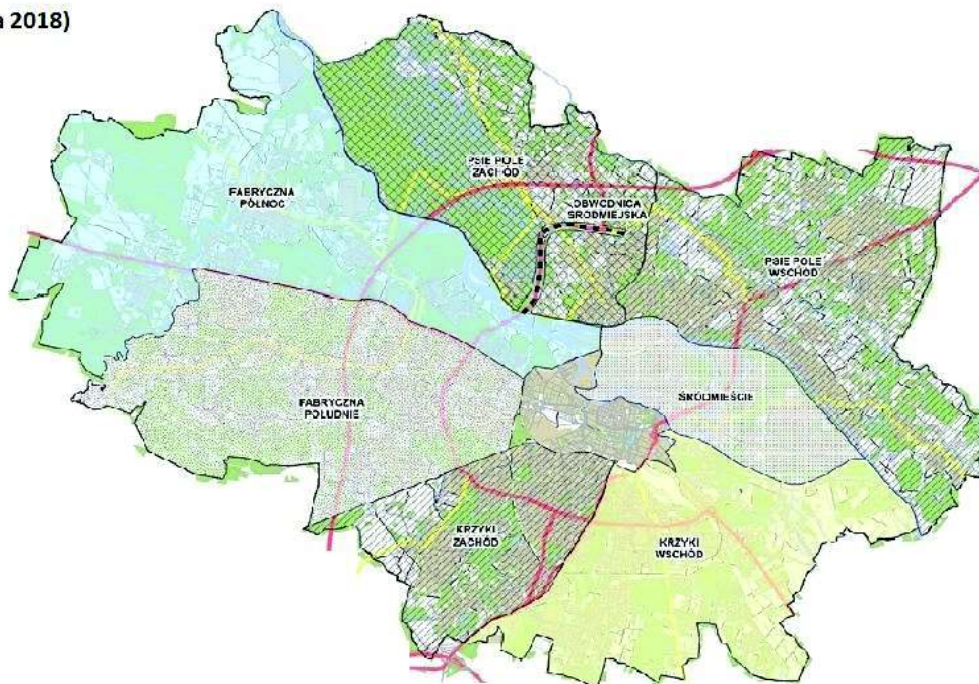 a 2018)
PSIE POLE
ZACHÓD
FABRYCZNA
PÓŁNOC
OBWODNICA
ŚRÓDMIEJSKA
PSIE POLE
WSCHÓD
FABRYCZNA
POŁUDNIE
ŚRÓDMIEŚCIE
KRZYKI
ZACHÓD
KRZYKI
WSCHÓD